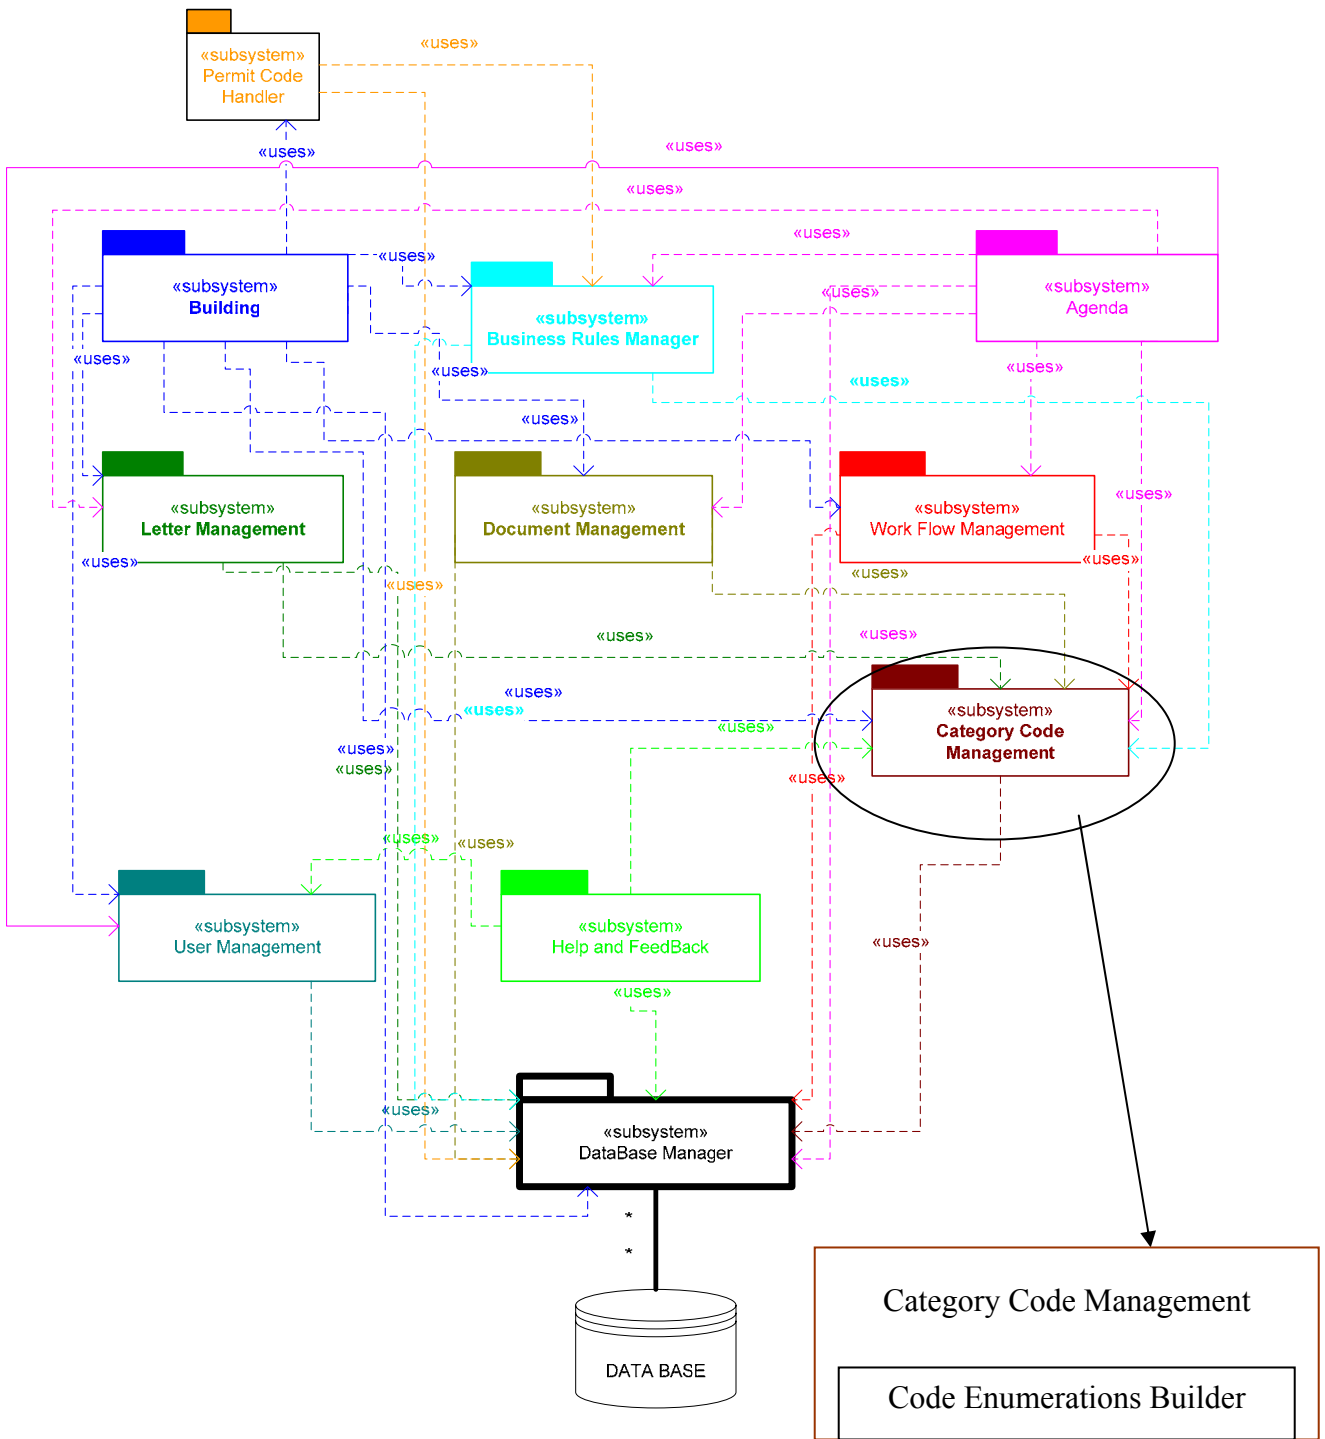 «uses»
«subsystem»
Permit Code
Handler
«uses»
«uses»
«uses»
«uses»
«uses»
«subsystem»
Building
«subsystem»
Business Rules Manager
«uses»
«subsystem»
Agenda
«uses»
«uses»
«uses»
«uses»
«uses»
«uses»
«subsystem»
Letter Management
«subsystem»
Document Management
«subsystem»
Work Flow Management
«uses»
«uses»
«uses»
«uses»
«uses»
«uses»
«uses»
«uses»
«uses»
«subsystem»
Category Code
Management
«uses»
«uses»
«uses»
«uses»
«uses»
«uses»
«subsystem»
User Management
«subsystem»
Help and FeedBack
«uses»
«uses»
«uses»
«subsystem»
DataBase Manager
*
*
DATA BASE
Category Code Management
Code Enumerations Builder